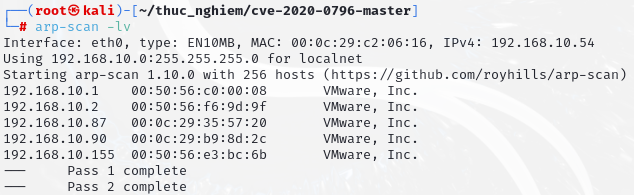 ┌──(root㉿kali)-[~/thuc_nghiem/cve-2020-0796-master]
└─# arp-scan -lv
Interface: eth0, type: EN10MB, MAC: 00:0c:29:c2:06:16, IPv4: 192.168.10.54
Using 192.168.10.0:255.255.255.0 for localnet
Starting arp-scan 1.10.0 with 256 hosts (https://github.com/royhills/arp-scan)
192.168.10.1    00:50:56:c0:00:08       VMware, Inc.
192.168.10.2    00:50:56:f6:9d:9f       VMware, Inc.
192.168.10.87   00:0c:29:35:57:20       VMware, Inc.
192.168.10.90   00:0c:29:b9:8d:2c       VMware, Inc.
192.168.10.155  00:50:56:e3:bc:6b       VMware, Inc.
---     Pass 1 complete
---     Pass 2 complete